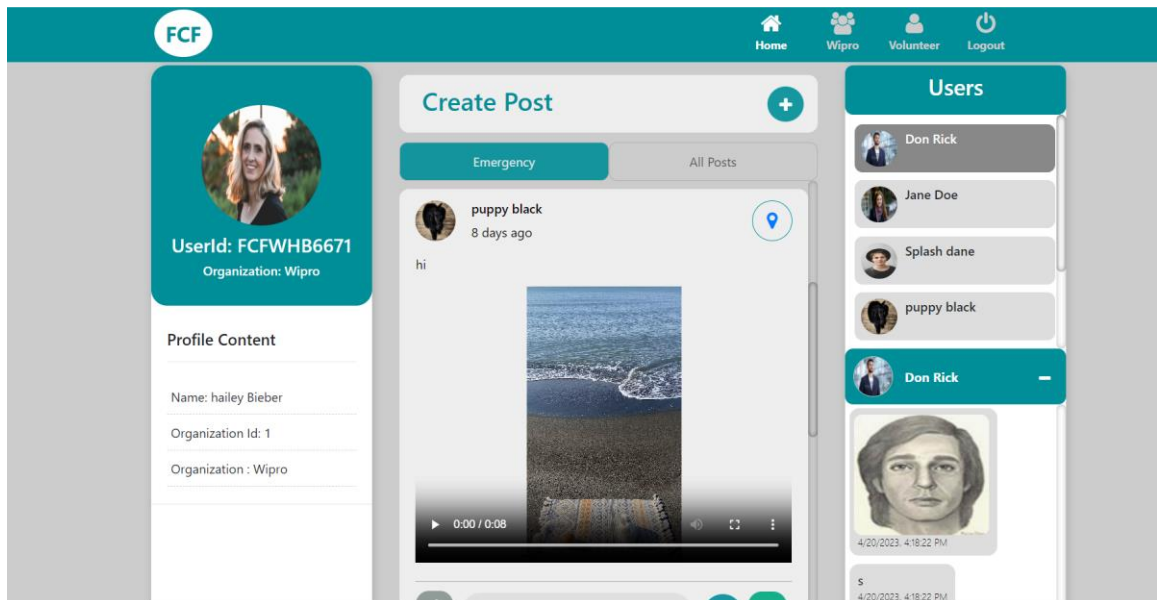 FCF
Home
Wipro
Volunteer
Logout
UserId: FCFWHB6671
Organization: Wipro
Profile Content
Name: hailey Bieber
Organization Id: 1
Organization : Wipro
Create Post
Emergency
All Posts
puppy black
8 days ago
hi
0:00 / 0:08
Users
Don Rick
Jane Doe
Splash dane
puppy black
Don Rick
4/20/2023, 4:18:22 PM
s
4/20/2023, 4:18:22 PM